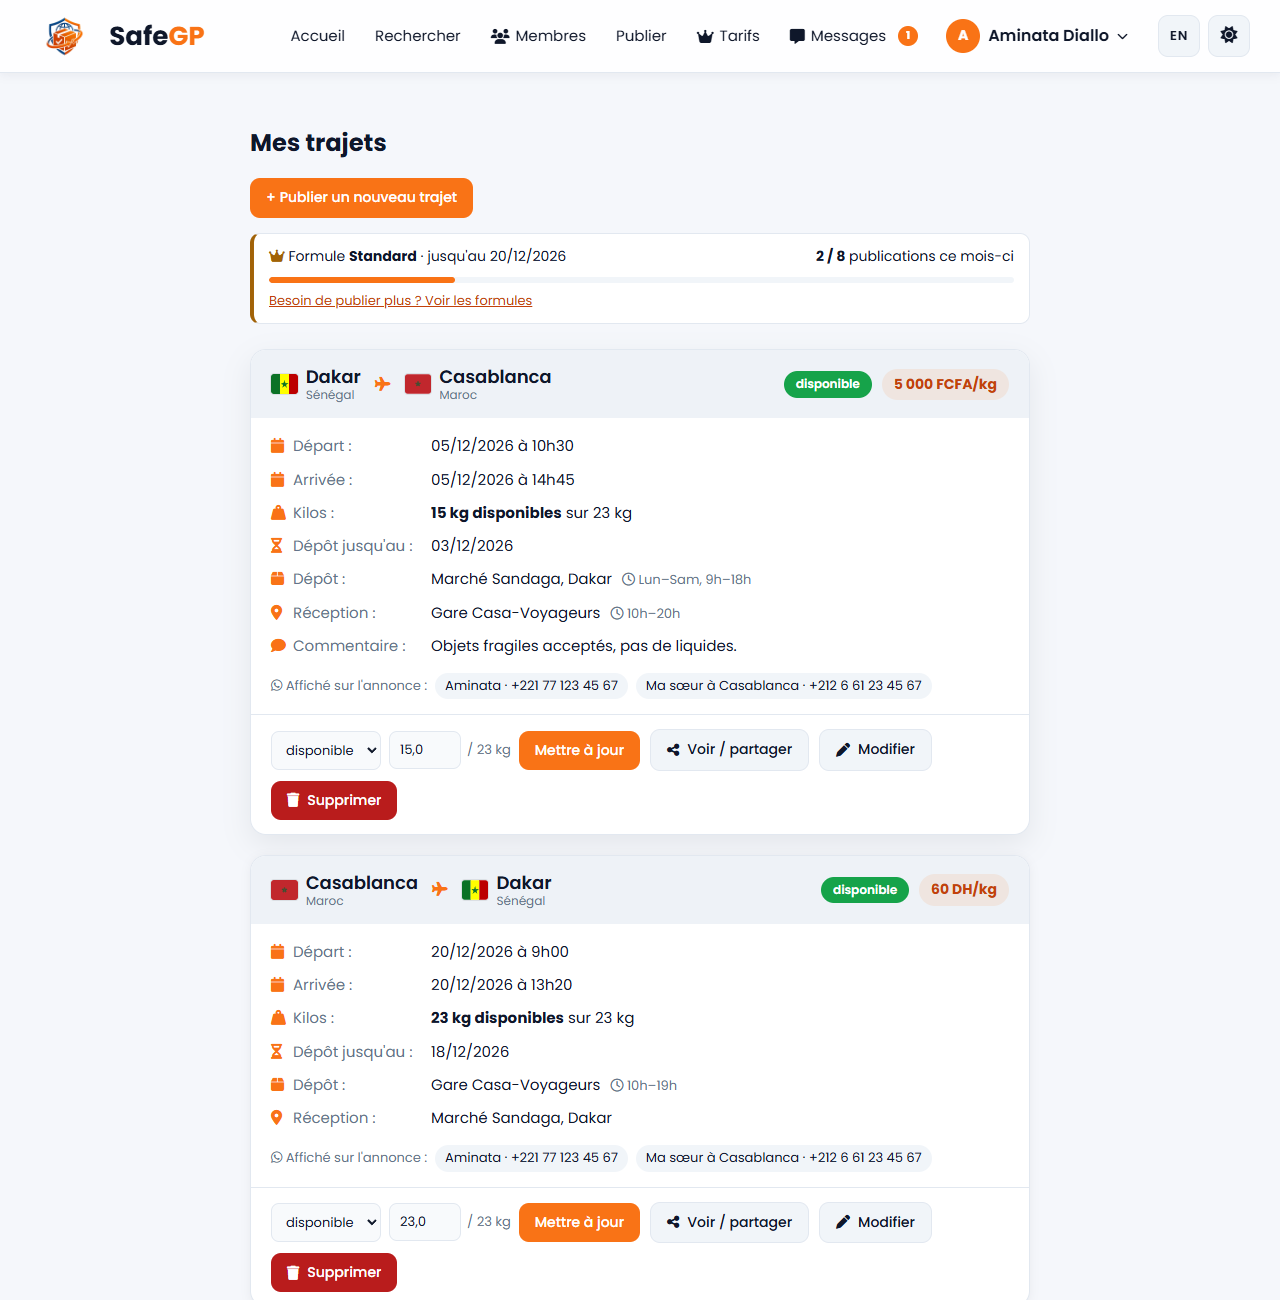 SafeGP
Accueil
Rechercher
Membres
Publier
Tarifs
Messages 1
A Aminata Diallo
EN
Mes trajets
+ Publier un nouveau trajet
Formule Standard · jusqu'au 20/12/2026
2 / 8 publications ce mois-ci
Besoin de publier plus ? Voir les formules
Dakar
Sénégal
Casablanca
Maroc
disponible
5 000 FCFA/kg
Départ : 05/12/2026 à 10h30
Arrivée : 05/12/2026 à 14h45
Kilos : 15 kg disponibles sur 23 kg
Dépôt jusqu'au : 03/12/2026
Dépôt : Marché Sandaga, Dakar Lun–Sam, 9h–18h
Réception : Gare Casa-Voyageurs 10h–20h
Commentaire : Objets fragiles acceptés, pas de liquides.
Affiché sur l'annonce : Aminata · +221 77 123 45 67 Ma sœur à Casablanca · +212 6 61 23 45 67
disponible 15,0 / 23 kg Mettre à jour Voir / partager Modifier
Supprimer
Casablanca
Maroc
Dakar
Sénégal
disponible
60 DH/kg
Départ : 20/12/2026 à 9h00
Arrivée : 20/12/2026 à 13h20
Kilos : 23 kg disponibles sur 23 kg
Dépôt jusqu'au : 18/12/2026
Dépôt : Gare Casa-Voyageurs 10h–19h
Réception : Marché Sandaga, Dakar
Affiché sur l'annonce : Aminata · +221 77 123 45 67 Ma sœur à Casablanca · +212 6 61 23 45 67
disponible 23,0 / 23 kg Mettre à jour Voir / partager Modifier
Supprimer